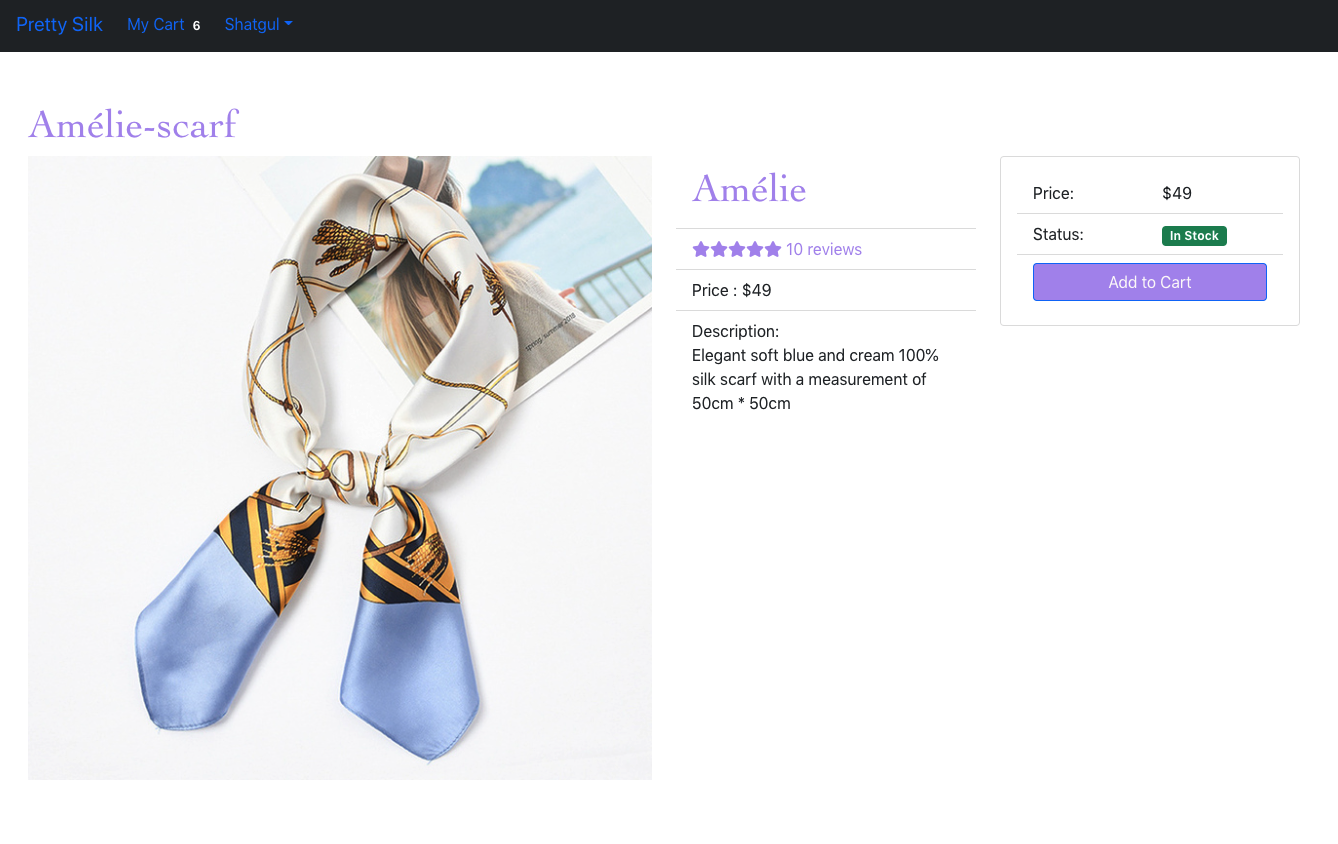 Pretty Silk My Cart 6 Shatgul
Amélie-scarf
spring/summer 2018
Amélie
10 reviews
Price : $49
Description:
Elegant soft blue and cream 100%
silk scarf with a measurement of
50cm * 50cm
Price: $49
Status: In Stock
Add to Cart